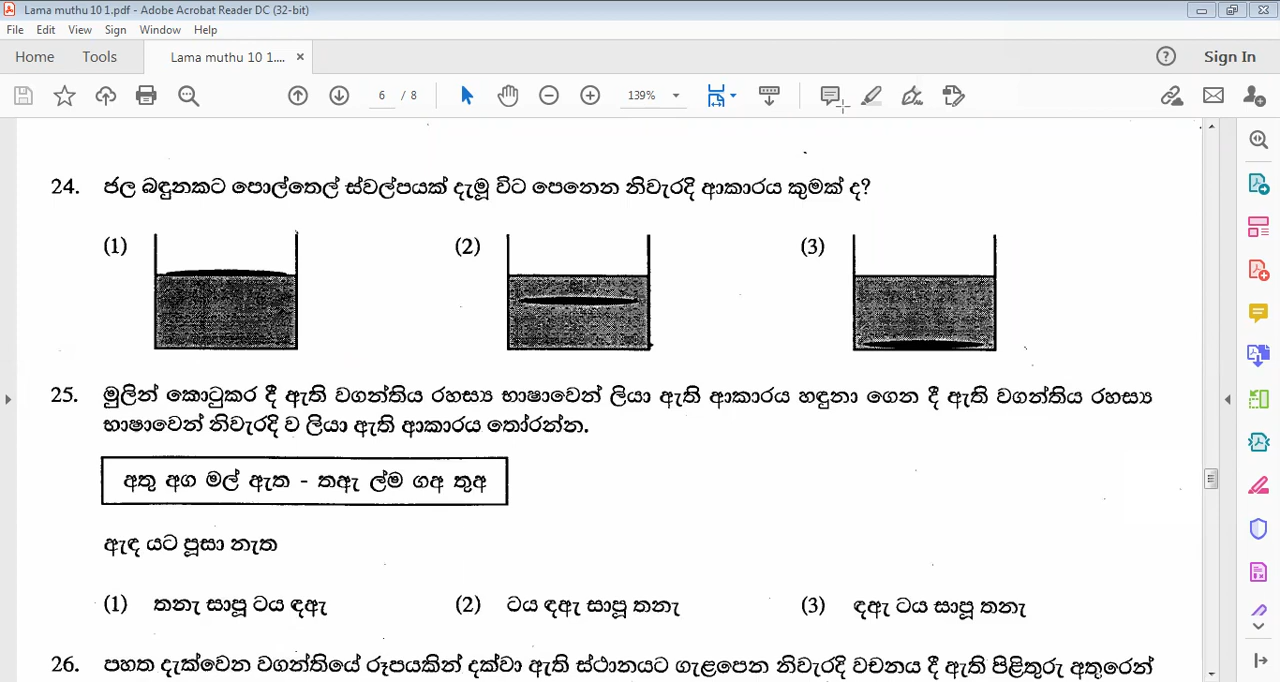 Lama muthu 10 1.pdf - Adobe Acrobat Reader DC (32-bit)
File Edit View Sign Window Help
Home Tools Lama muthu 10 1.... × Sign In
6 / 8 139%
24. ජල බඳුනකට පොල්තෙල් ස්වල්පයක් දැමූ විට පෙනෙන නිවැරදි ආකාරය කුමක් ද?
(1) (2) (3)
25. මුලින් කොටුකර දී ඇති වගන්තිය රහස්‍ය භාෂාවෙන් ලියා ඇති ආකාරය හඳුනා ගෙන දී ඇති වගන්තිය රහස්‍ය
භාෂාවෙන් නිවැරදි ව ලියා ඇති ආකාරය තෝරන්න.
අතු අග මල් ඇත - තඇ ල්ම ගඅ තුඅ
ඇඳ යට පූසා නැත
(1) තනැ සාපූ ටය ඳඇ (2) ටය ඳඇ සාපූ තනැ (3) ඳඇ ටය සාපූ තනැ
26. පහත දැක්වෙන වගන්තියේ රූපයකින් දක්වා ඇති ස්ථානයට ගැළපෙන නිවැරදි වචනය දී ඇති පිළිතුරු අතුරෙන්